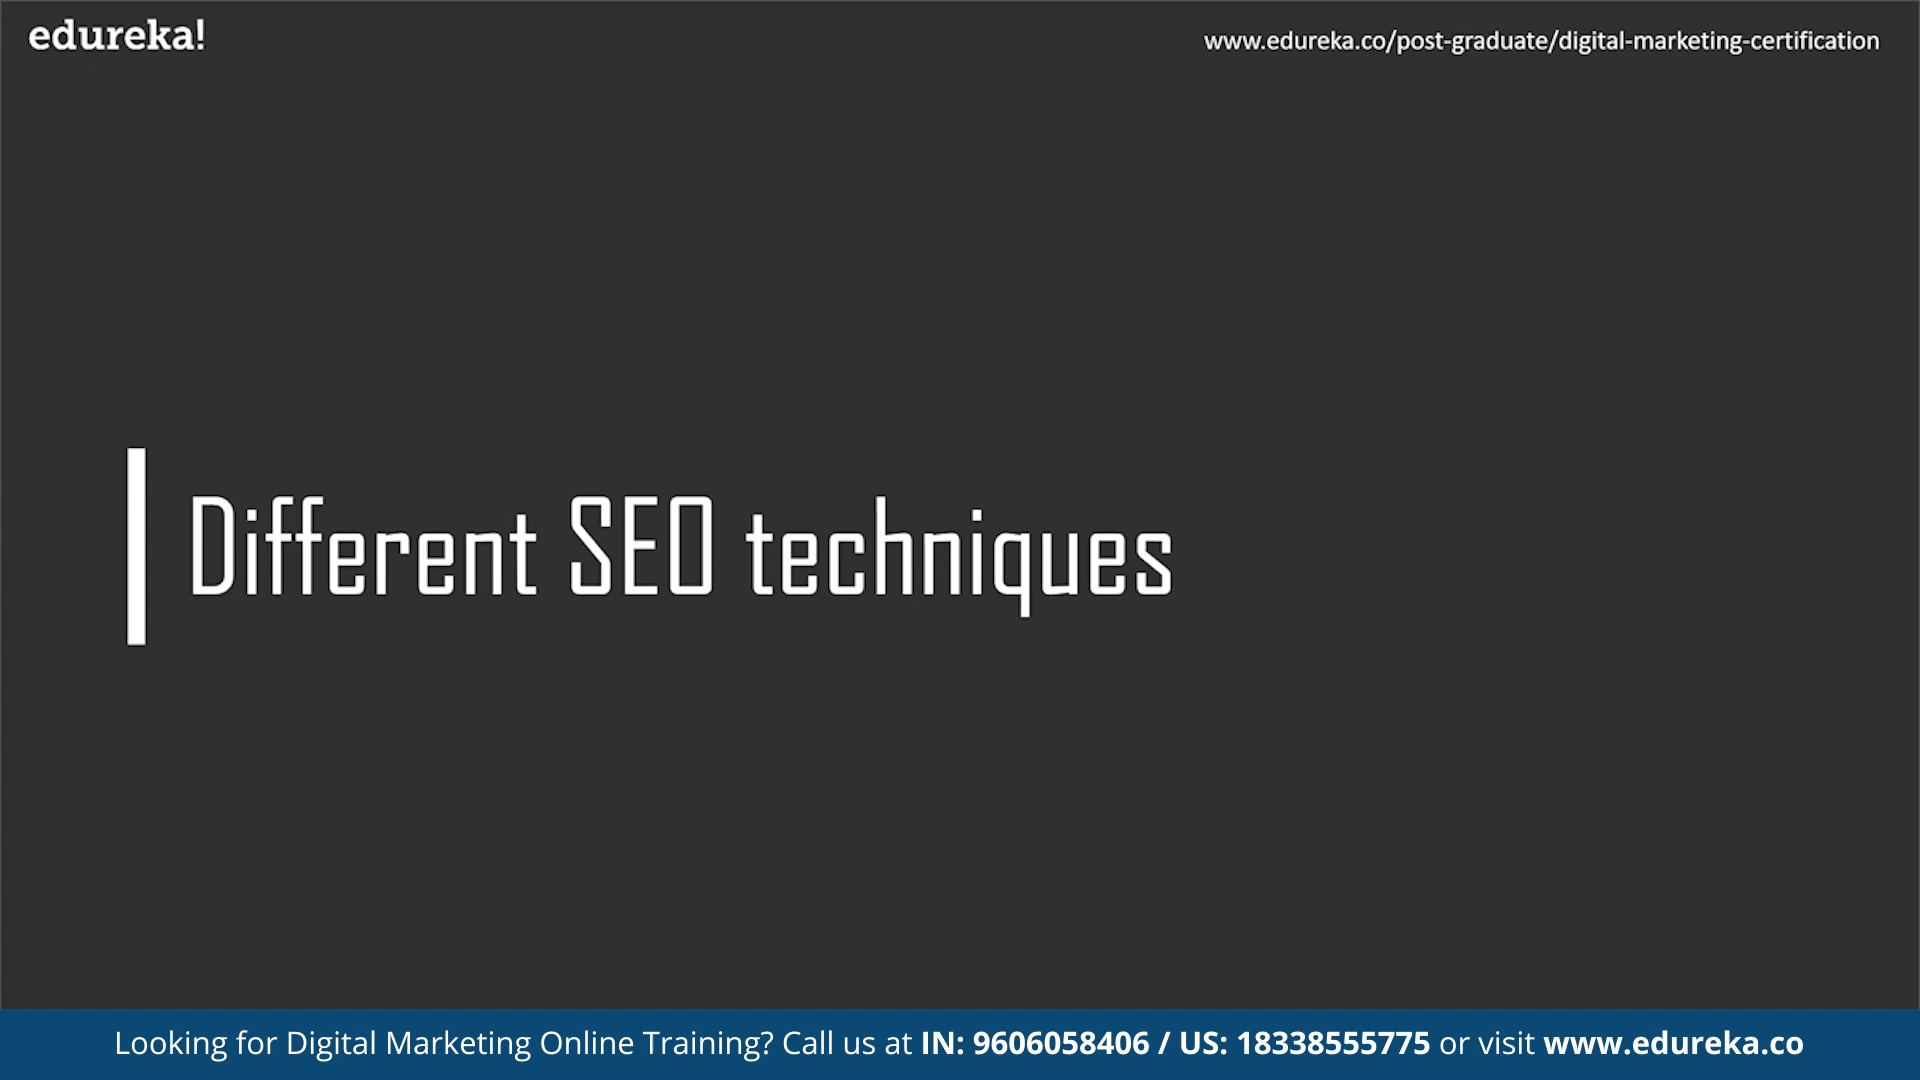 edureka!
www.edureka.co/post-graduate/digital-marketing-certification
Different SEO techniques
Looking for Digital Marketing Online Training? Call us at IN: 9606058406 / US: 18338555775 or visit www.edureka.co